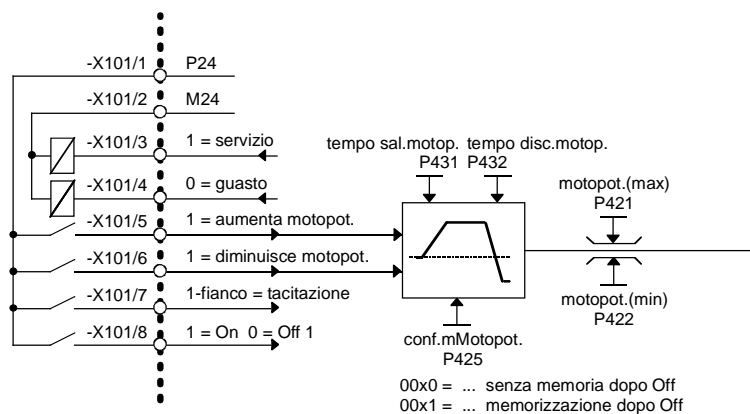 -X101/1 P24
-X101/2 M24
-X101/3 1 = servizio
-X101/4 0 = guasto
-X101/5 1 = aumenta motopot.
-X101/6 1 = diminuisce motopot.
-X101/7 1-fianco = tacitazione
-X101/8 1 = On 0 = Off 1
tempo sal.motop. tempo disc.motop.
P431 P432
motopot.(max)
P421
motopot.(min)
P422
conf.mMotopot.
P425
00x0 = ... senza memoria dopo Off
00x1 = ... memorizzazione dopo Off